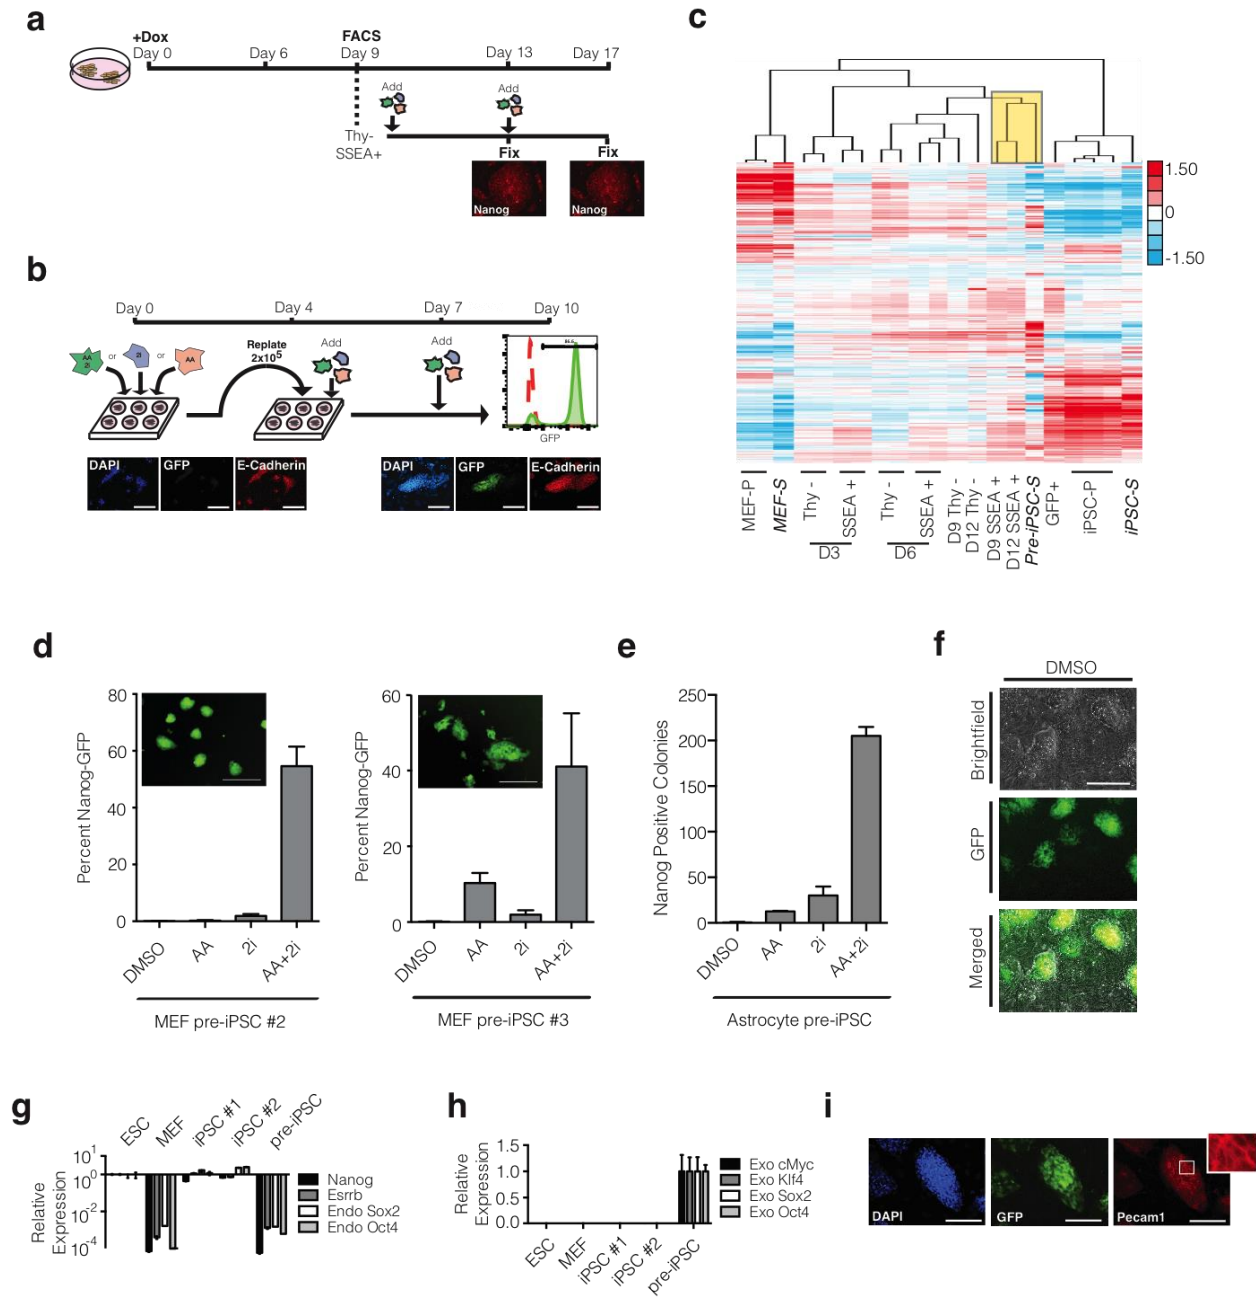 a
+Dox
FACS
Day 0
Day 6
Day 9
Day 13
Day 17
Add
Add
Thy-
SSEA+
Fix
Fix
Nanog
Nanog
b
Day 0
Day 4
Day 7
Day 10
AA
2i
or
2i
or
AA
Replate
2x10⁵
Add
Add
GFP
DAPI
GFP
E-Cadherin
DAPI
GFP
E-Cadherin
c
1.50
0
-1.50
MEF-P
MEF-S
Thy -
SSEA +
D3
Thy -
SSEA +
D6
D9 Thy -
D12 Thy -
D9 SSEA +
D12 SSEA +
Pre-iPSC-S
GFP+
iPSC-P
iPSC-S
d
Percent Nanog-GFP
80
60
40
20
0
DMSO
AA
2i
AA+2i
MEF pre-iPSC #2
Percent Nanog-GFP
60
40
20
0
DMSO
AA
2i
AA+2i
MEF pre-iPSC #3
e
Nanog Positive Colonies
250
200
150
100
50
0
DMSO
AA
2i
AA+2i
Astrocyte pre-iPSC
f
DMSO
Brightfield
GFP
Merged
g
ESC
MEF
iPSC #1
iPSC #2
pre-iPSC
Relative
Expression
10¹
10⁰
10⁻²
10⁻⁴
Nanog
Esrrb
Endo Sox2
Endo Oct4
h
Relative
Expression
1.5
1.0
0.5
0.0
ESC
MEF
iPSC #1
iPSC #2
pre-iPSC
Exo cMyc
Exo Klf4
Exo Sox2
Exo Oct4
i
DAPI
GFP
Pecam1